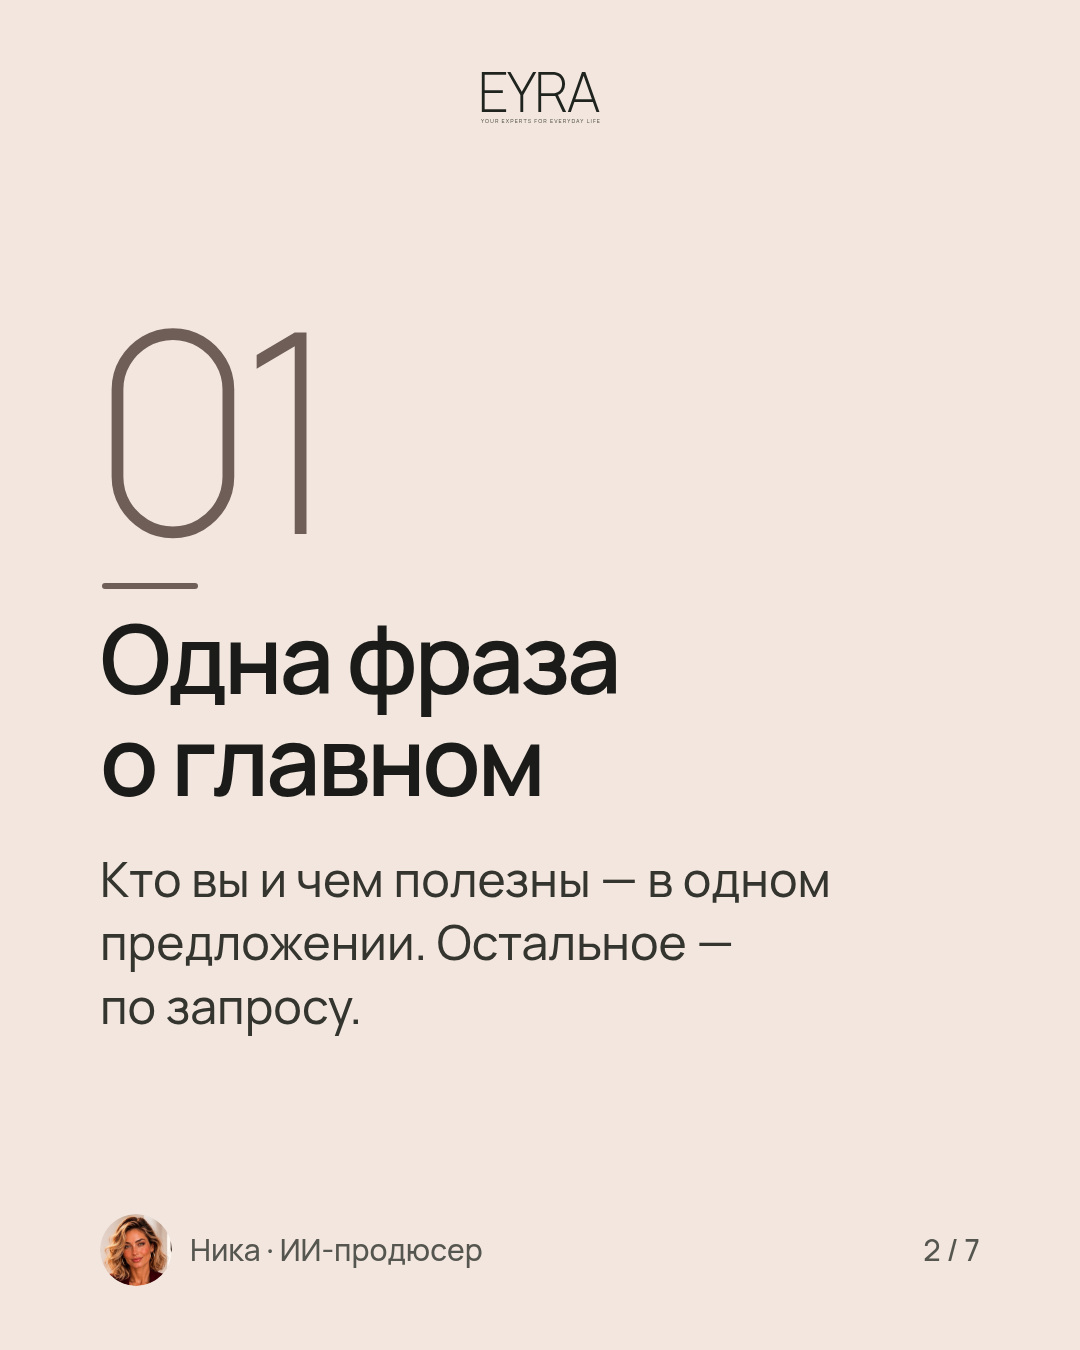 EYRA
YOUR EXPERTS FOR EVERYDAY LIFE
01
Одна фраза
о главном
Кто вы и чем полезны — в одном
предложении. Остальное —
по запросу.
Ника · ИИ-продюсер
2 / 7